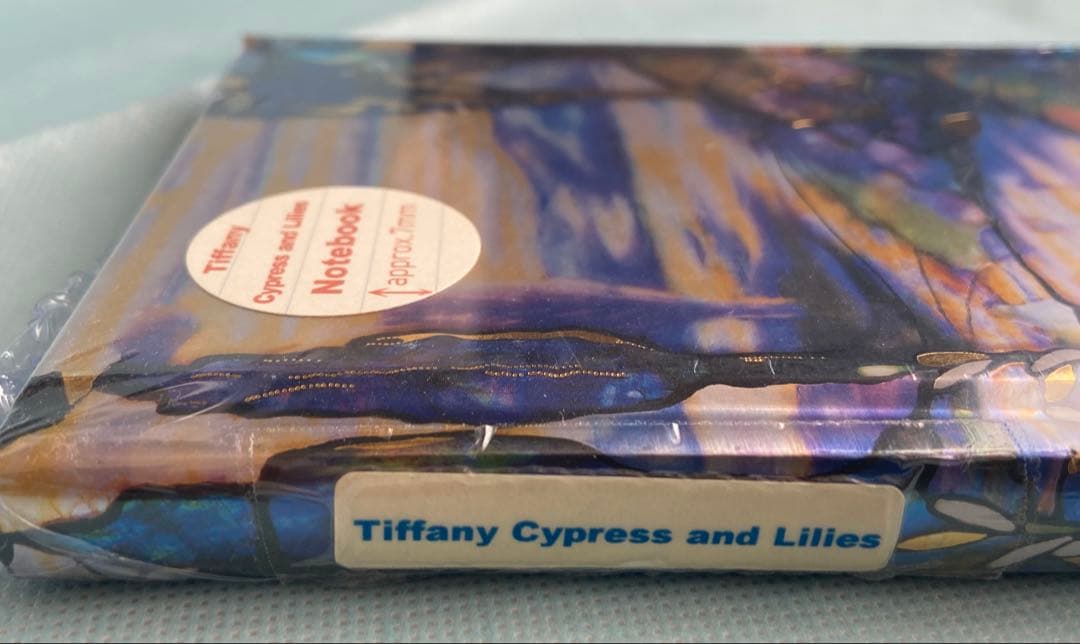 Tiffany
Cypress and Lilies
Notebook
approx.7mm
Tiffany Cypress and Lilies